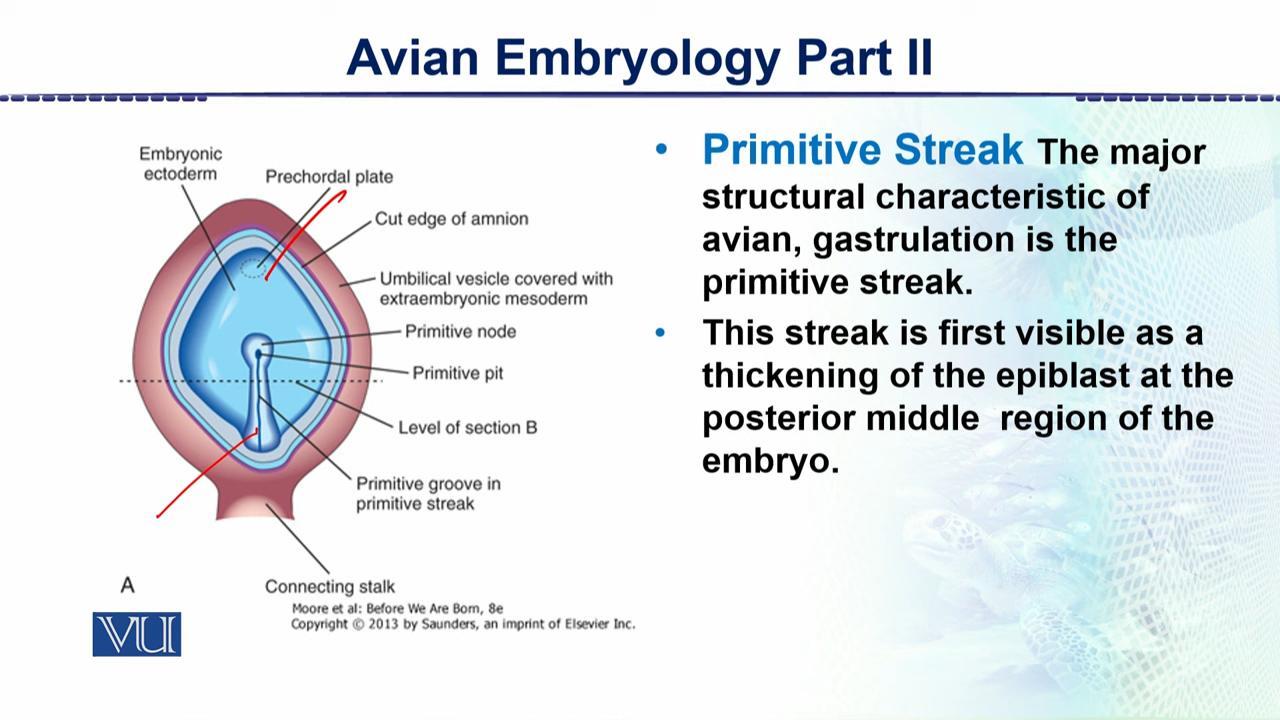 Avian Embryology Part II
Embryonic
ectoderm
Prechordal plate
Cut edge of amnion
Umbilical vesicle covered with
extraembryonic mesoderm
Primitive node
Primitive pit
Level of section B
Primitive groove in
primitive streak
Connecting stalk
A
Moore et al: Before We Are Born, 8e
Copyright © 2013 by Saunders, an imprint of Elsevier Inc.
VU
• Primitive Streak The major
structural characteristic of
avian, gastrulation is the
primitive streak.
• This streak is first visible as a
thickening of the epiblast at the
posterior middle region of the
embryo.